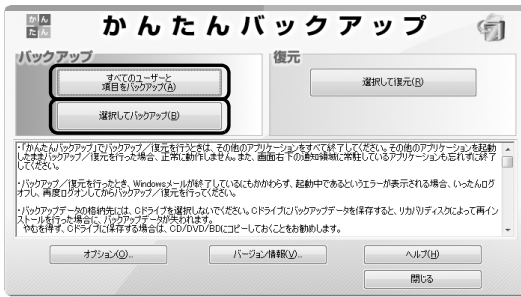 かん
たん
かんたんバックアップ
バックアップ
すべてのユーザーと
項目をバックアップ(A)
選択してバックアップ(B)
復元
選択して復元(R)
・「かんたんバックアップ」でバックアップ／復元を行うときは、その他のアプリケーションをすべて終了してください。その他のアプリケーションを起動
したままバックアップ／復元を行った場合、正常に動作しません。また、画面右下の通知領域に常駐しているアプリケーションも忘れずに終了
してください。
・バックアップ／復元を行ったとき、Windowsメールが終了しているにもかかわらず、起動中であるというエラーが表示される場合、いったんログ
オフし、再度ログオンしてからバックアップ／復元を行ってください。
・バックアップデータの格納先には、Cドライブを選択しないでください。Cドライブにバックアップデータを保存すると、リカバリディスクによって再イン
ストールを行った場合に、バックアップデータが失われます。
やむを得ず、Cドライブに保存する場合は、CD/DVD/BDにコピーしておくことをお勧めします。
オプション(O)...
バージョン情報(V)...
ヘルプ(H)
閉じる